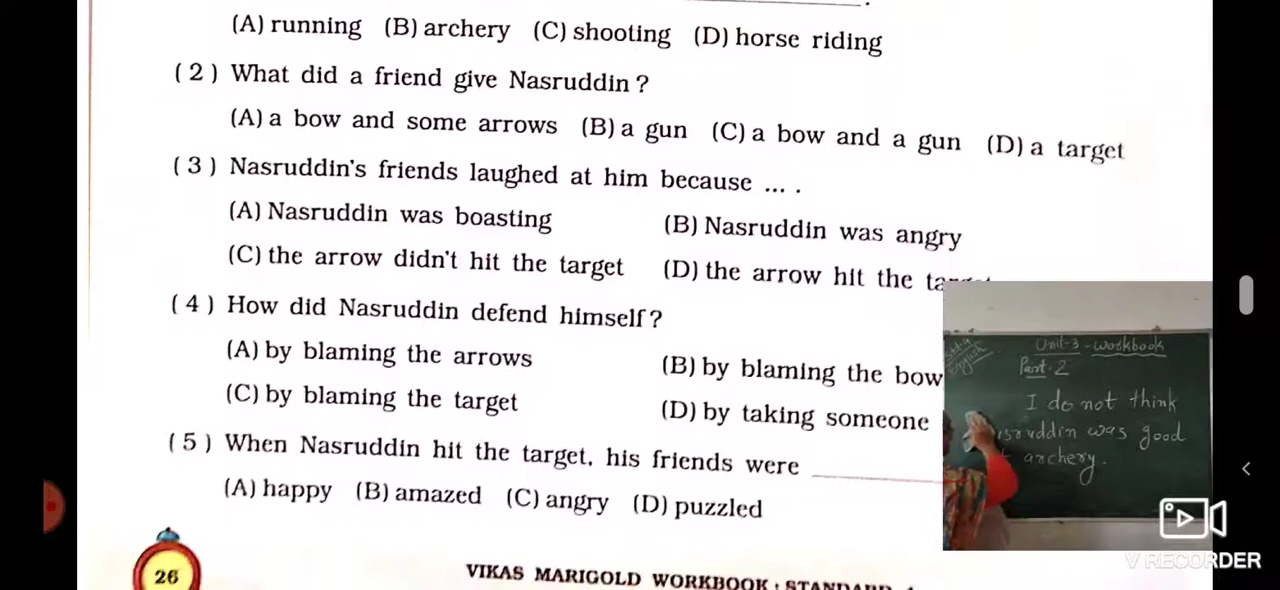 (A) running (B) archery (C) shooting (D) horse riding
( 2 ) What did a friend give Nasruddin ?
(A) a bow and some arrows (B) a gun (C) a bow and a gun (D) a target
( 3 ) Nasruddin's friends laughed at him because ... .
(A) Nasruddin was boasting (B) Nasruddin was angry
(C) the arrow didn't hit the target (D) the arrow hit the
( 4 ) How did Nasruddin defend himself ?
(A) by blaming the arrows (B) by blaming the bow
(C) by blaming the target (D) by taking someone
( 5 ) When Nasruddin hit the target, his friends were
(A) happy (B) amazed (C) angry (D) puzzled
26
VIKAS MARIGOLD WORKBOOK : STANDARD
Std-4
English
Unit-3 - workbook
Part-2
I do not think
was good
archery.
V RECORDER